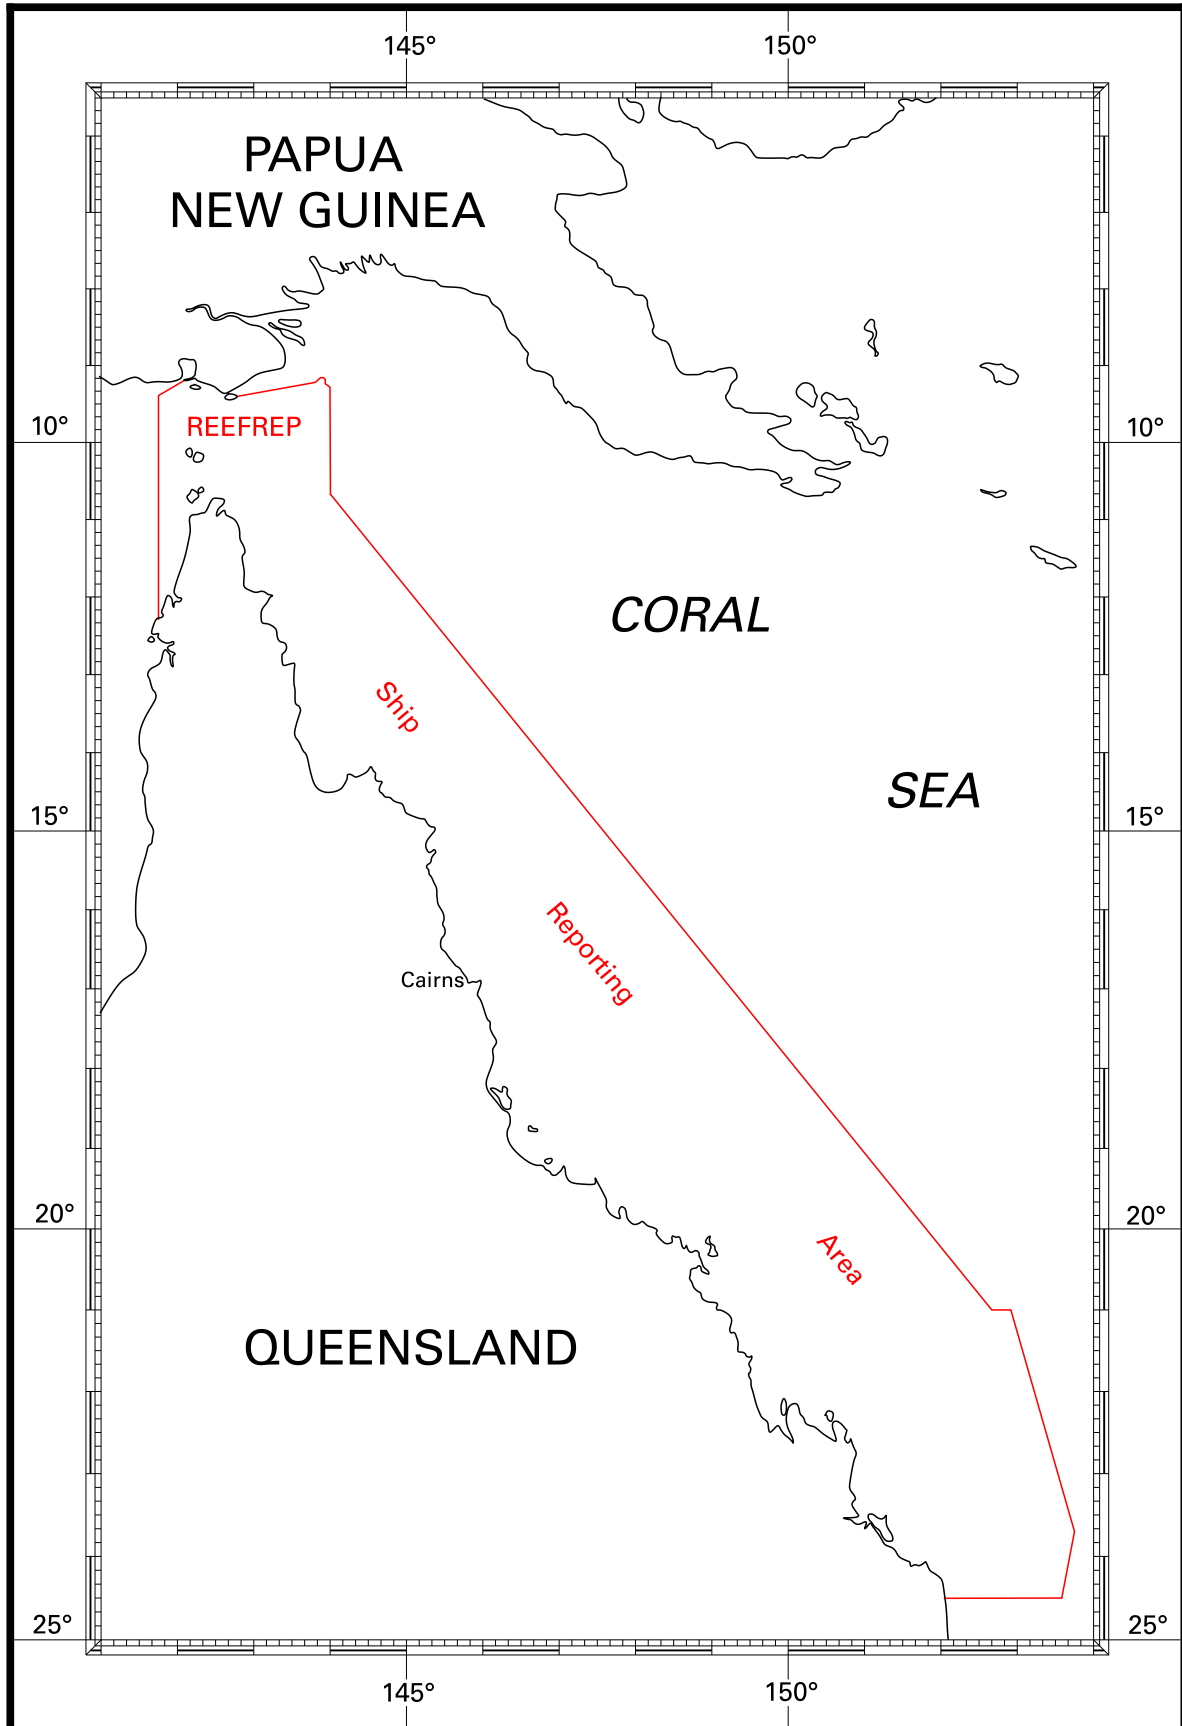 145° 150°
PAPUA
NEW GUINEA
10° REEFREP 10°
CORAL
Ship
SEA
15° 15°
Reporting
Cairns
20° 20°
Area
QUEENSLAND
25° 25°
145° 150°